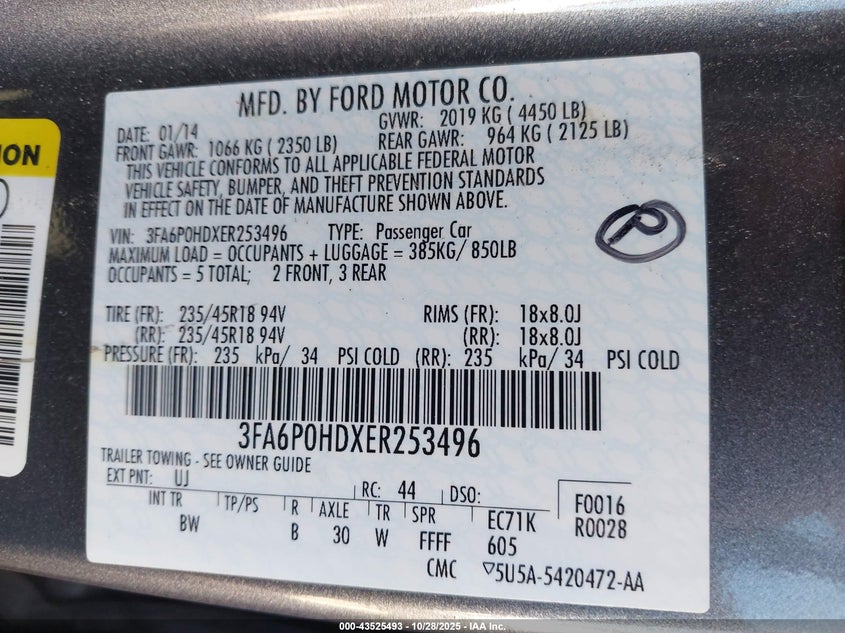 MFD. BY FORD MOTOR CO.
DATE: 01/14 GVWR: 2019 KG ( 4450 LB)
FRONT GAWR: 1066 KG ( 2350 LB) REAR GAWR: 964 KG ( 2125 LB)
THIS VEHICLE CONFORMS TO ALL APPLICABLE FEDERAL MOTOR
VEHICLE SAFETY, BUMPER, AND THEFT PREVENTION STANDARDS
IN EFFECT ON THE DATE OF MANUFACTURE SHOWN ABOVE.
VIN: 3FA6P0HDXER253496 TYPE: Passenger Car
MAXIMUM LOAD = OCCUPANTS + LUGGAGE = 385KG/ 850LB
OCCUPANTS = 5 TOTAL; 2 FRONT, 3 REAR
P
TIRE (FR): 235/45R18 94V RIMS (FR): 18x8.0J
(RR): 235/45R18 94V (RR): 18x8.0J
PRESSURE (FR): 235 kPa/ 34 PSI COLD (RR): 235 kPa/ 34 PSI COLD
3FA6P0HDXER253496
TRAILER TOWING - SEE OWNER GUIDE
EXT PNT: UJ RC: 44 DSO: F0016
INT TR TP/PS R AXLE TR SPR EC71K R0028
BW B 30 W FFFF 605
CMC ▽5U5A-5420472-AA
ION
000-43525493 - 10/28/2025 - IAA Inc.